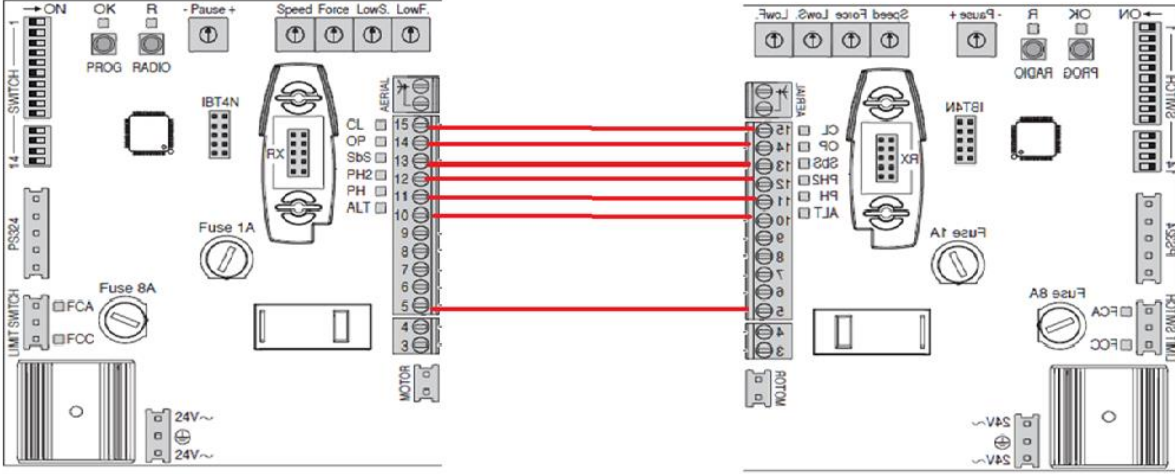 →ON OK R - Pause + Speed Force LowS. LowF.
1
SWITCH
14
PROG RADIO
IBT4N
AERIAL
RX
CL 15
OP 14
SbS 13
PH2 12
PH 11
ALT 10
9
8
7
6
5
4
3
Fuse 1A
PS324
Fuse 8A
LIMIT SWITCH
FCA
FCC
MOTOR
24V~
24V~
LowF. LowS. Force Speed - Pause + R OK →ON
1
SWITCH
14
RADIO PROG
IBT4N
AERIAL
RX
15 CL
14 OP
13 SbS
12 PH2
11 PH
10 ALT
9
8
7
6
5
4
3
Fuse 1A
PS324
Fuse 8A
LIMIT SWITCH
FCA
FCC
MOTOR
24V~
24V~